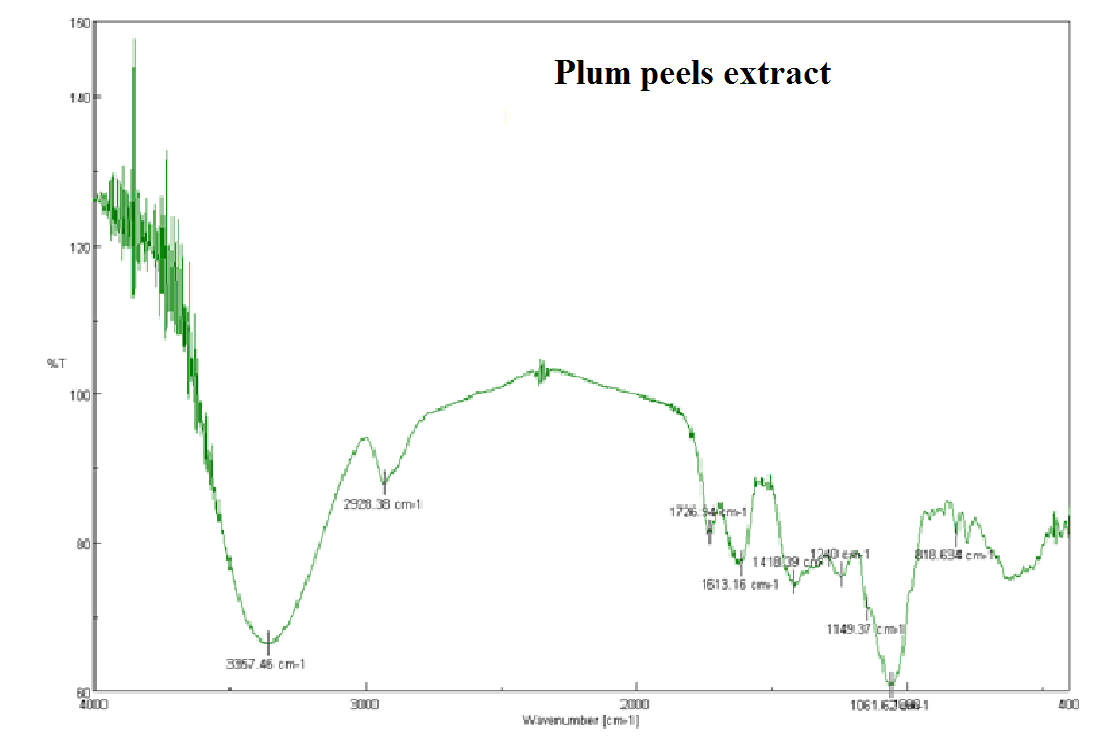 Plum peels extract
150
140
120
100
80
60
%T
2928.38 cm-1
1726.94 cm-1
1418.39 cm
1240 cm-1
818.634 cm-1
1613.16 cm-1
1149.37 cm-1
3357.46 cm-1
4000
3000
2000
400
Wavenumber [cm-1]